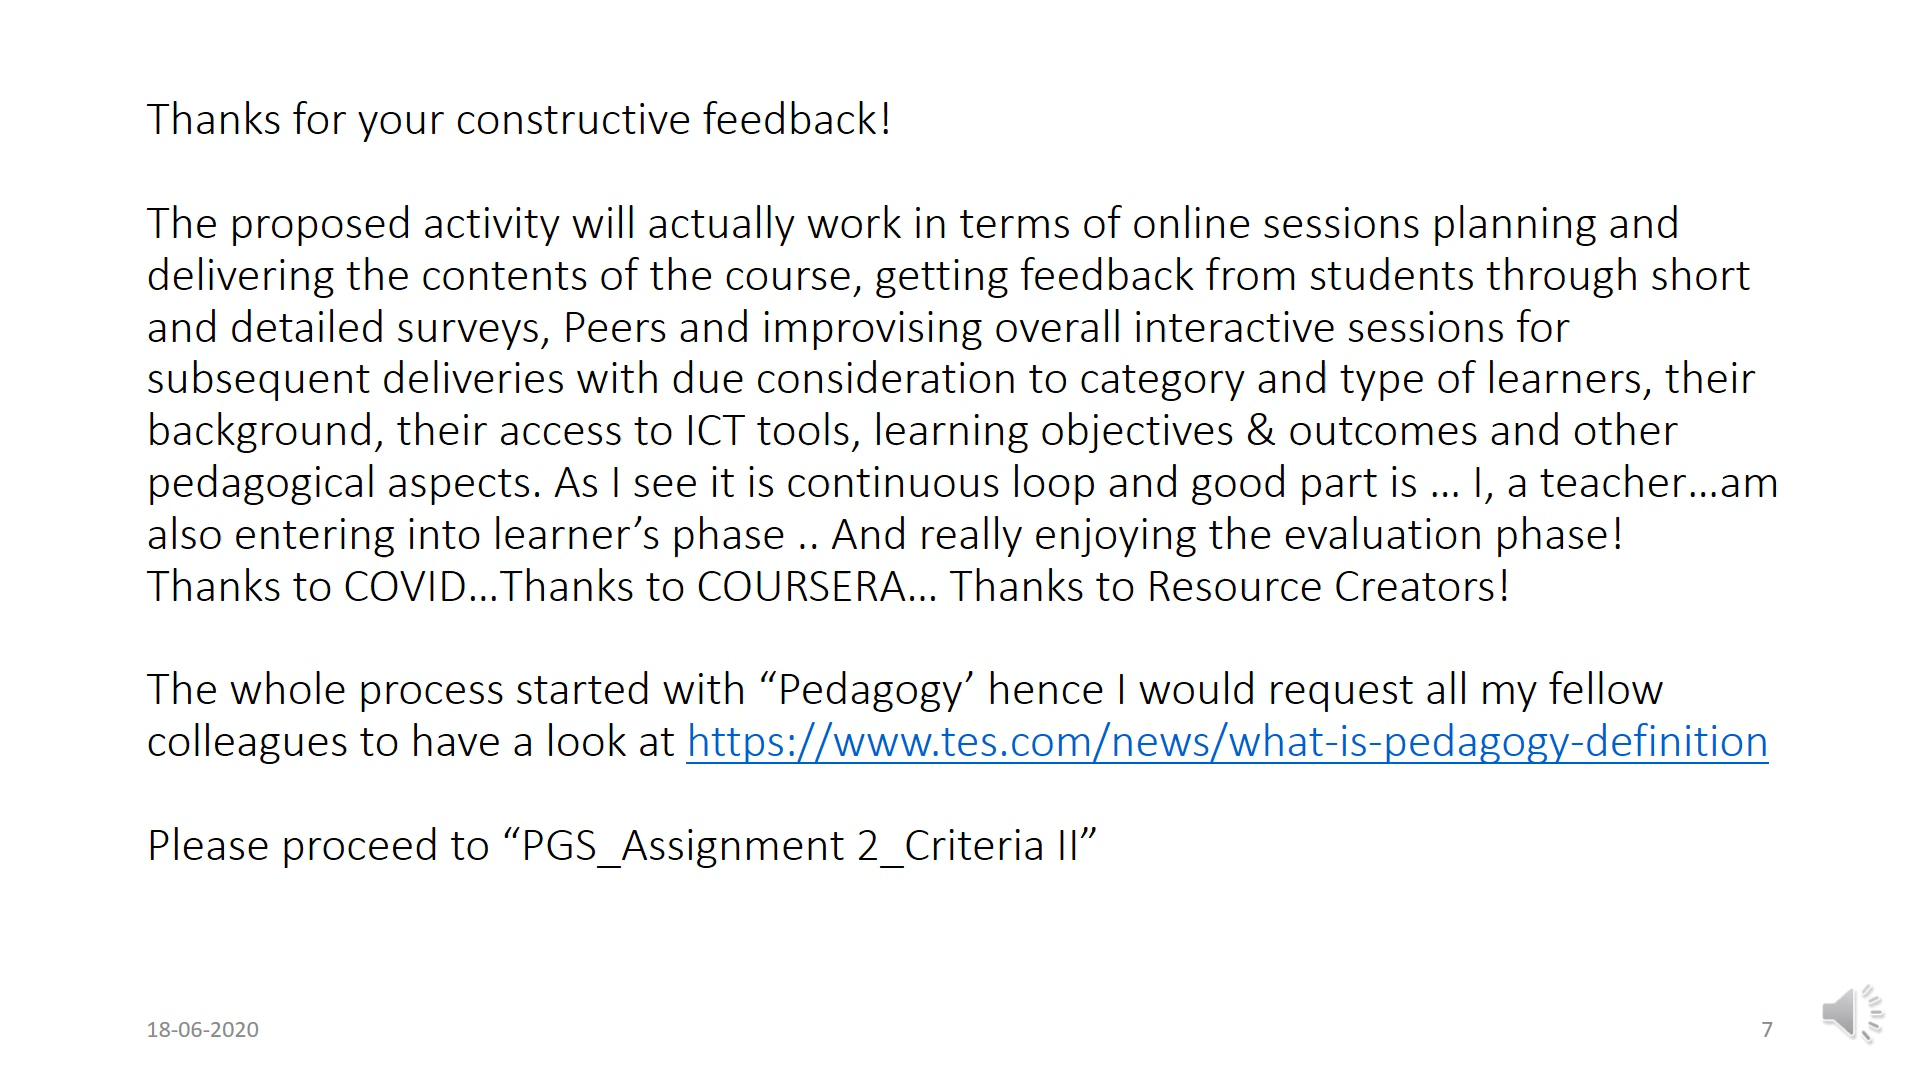 Thanks for your constructive feedback!
The proposed activity will actually work in terms of online sessions planning and
delivering the contents of the course, getting feedback from students through short
and detailed surveys, Peers and improvising overall interactive sessions for
subsequent deliveries with due consideration to category and type of learners, their
background, their access to ICT tools, learning objectives & outcomes and other
pedagogical aspects. As I see it is continuous loop and good part is … I, a teacher…am
also entering into learner’s phase .. And really enjoying the evaluation phase!
Thanks to COVID…Thanks to COURSERA… Thanks to Resource Creators!
The whole process started with “Pedagogy’ hence I would request all my fellow
colleagues to have a look at https://www.tes.com/news/what-is-pedagogy-definition
Please proceed to “PGS_Assignment 2_Criteria II”
18-06-2020
7